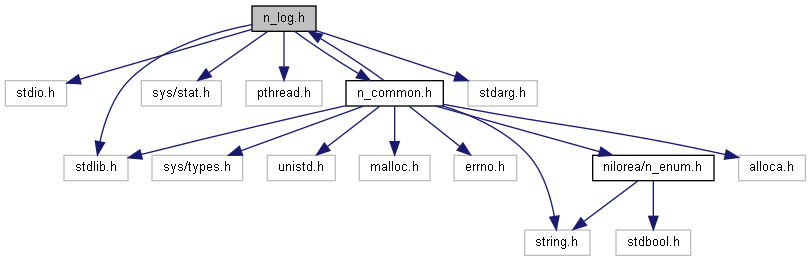 n_log.h
stdio.h
sys/stat.h
pthread.h
n_common.h
stdarg.h
stdlib.h
sys/types.h
unistd.h
malloc.h
errno.h
nilorea/n_enum.h
alloca.h
string.h
stdbool.h